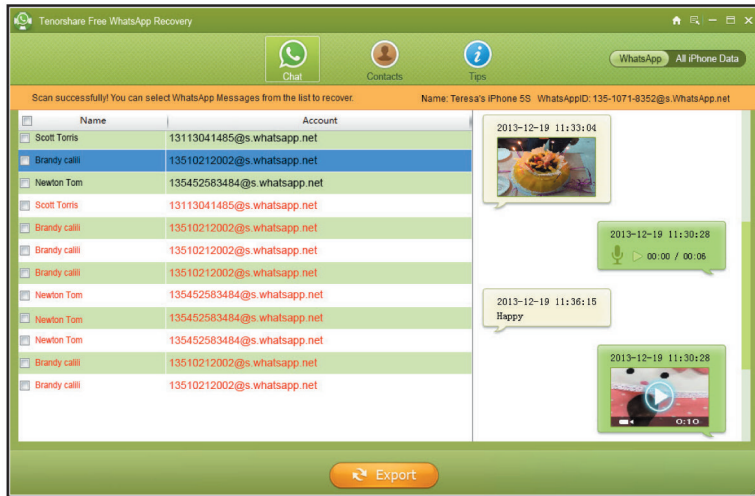 Tenorshare Free WhatsApp Recovery
Chat
Contacts
Tips
WhatsApp All iPhone Data
Scan successfully! You can select WhatsApp Messages from the list to recover. Name: Teresa's iPhone 5S WhatsAppID: 135-1071-8352@s.WhatsApp.net
Name Account
Scott Torris 13113041485@s.whatsapp.net
Brandy calili 13510212002@s.whatsapp.net
Newton Tom 135452583484@s.whatsapp.net
Scott Torris 13113041485@s.whatsapp.net
Brandy calili 13510212002@s.whatsapp.net
Brandy calili 13510212002@s.whatsapp.net
Brandy calili 13510212002@s.whatsapp.net
Newton Tom 135452583484@s.whatsapp.net
Newton Tom 135452583484@s.whatsapp.net
Newton Tom 135452583484@s.whatsapp.net
Brandy calili 13510212002@s.whatsapp.net
Brandy calili 13510212002@s.whatsapp.net
2013-12-19 11:33:04
2013-12-19 11:30:28
00:00 / 00:06
2013-12-19 11:36:15
Happy
2013-12-19 11:30:28
0:10
Export